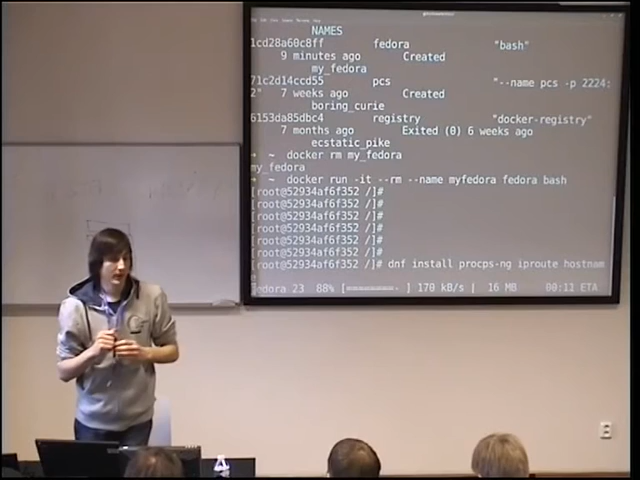 NAMES
1cd28a60c8ff fedora "bash"
9 minutes ago Created
my_fedora
71c2d14ccd55 pcs "--name pcs -p 2224:
2" 7 weeks ago Created
boring_curie
6153da85dbc4 registry "docker-registry"
7 months ago Exited (0) 6 weeks ago
ecstatic_pike
~ docker rm my_fedora
my_fedora
~ docker run -it --rm --name myfedora fedora bash
[root@52934af6f352 /]#
[root@52934af6f352 /]#
[root@52934af6f352 /]#
[root@52934af6f352 /]#
[root@52934af6f352 /]#
[root@52934af6f352 /]#
[root@52934af6f352 /]# dnf install procps-ng iproute hostnam
e
edora 23 88% [========- ] 170 kB/s | 16 MB 00:11 ETA